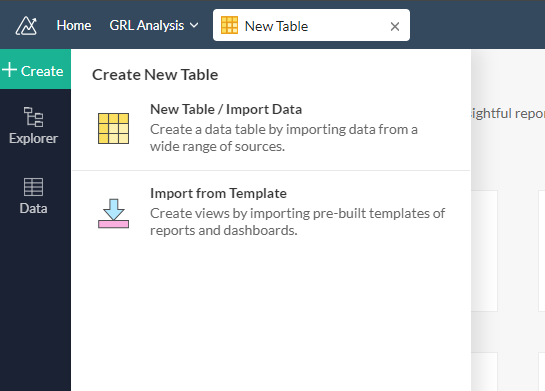 Home
GRL Analysis
New Table
+ Create
Explorer
Data
Create New Table
New Table / Import Data
Create a data table by importing data from a
wide range of sources.
Import from Template
Create views by importing pre-built templates of
reports and dashboards.